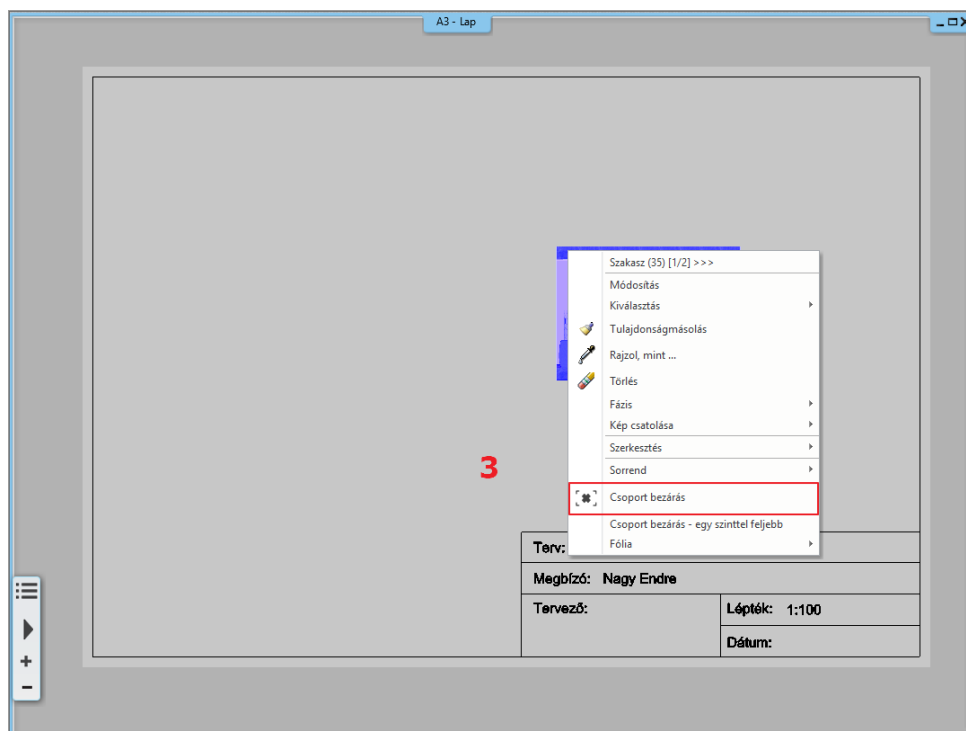 A3 - Lap
Szakasz (35) [1/2] >>>
Módosítás
Kiválasztás
Tulajdonságmásolás
Rajzol, mint ...
Törlés
Fázis
Kép csatolása
Szerkesztés
Sorrend
3
Csoport bezárás
Csoport bezárás - egy szinttel feljebb
Fólia
Terv:
Megbízó: Nagy Endre
Tervező:
Lépték: 1:100
Dátum: